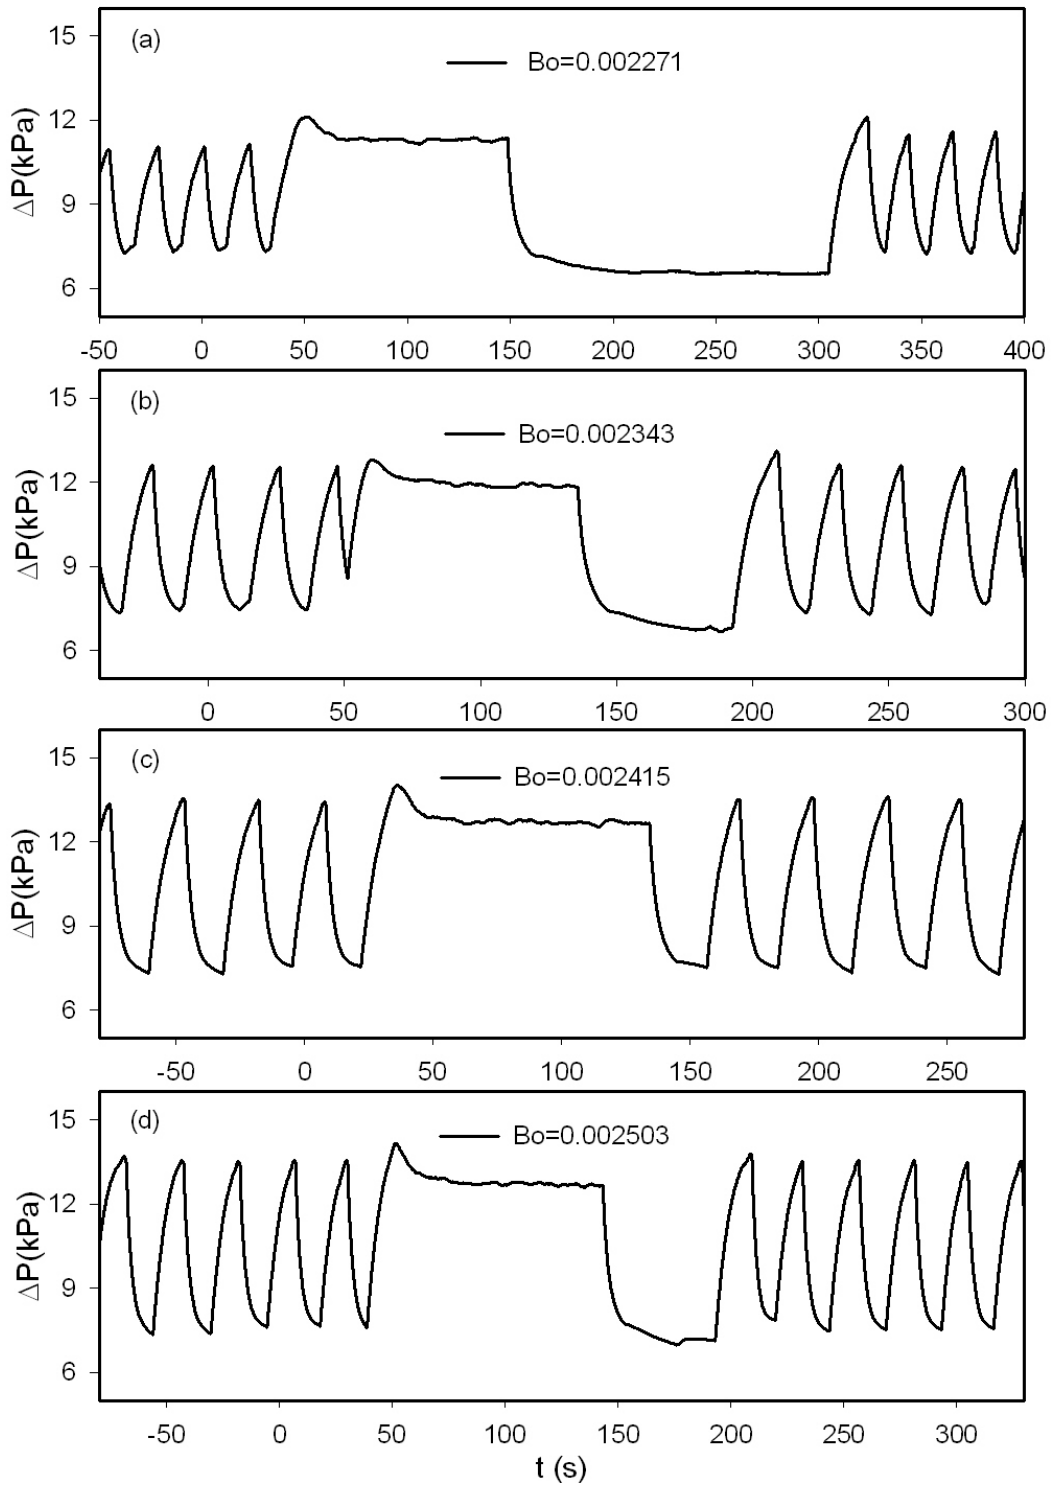 15
(a)
Bo=0.002271
12
ΔP(kPa)
9
6
-50 0 50 100 150 200 250 300 350 400
15
(b)
Bo=0.002343
12
ΔP(kPa)
9
6
0 50 100 150 200 250 300
15
(c)
Bo=0.002415
12
ΔP(kPa)
9
6
-50 0 50 100 150 200 250
15
(d)
Bo=0.002503
12
ΔP(kPa)
9
6
-50 0 50 100 150 200 250 300
t (s)